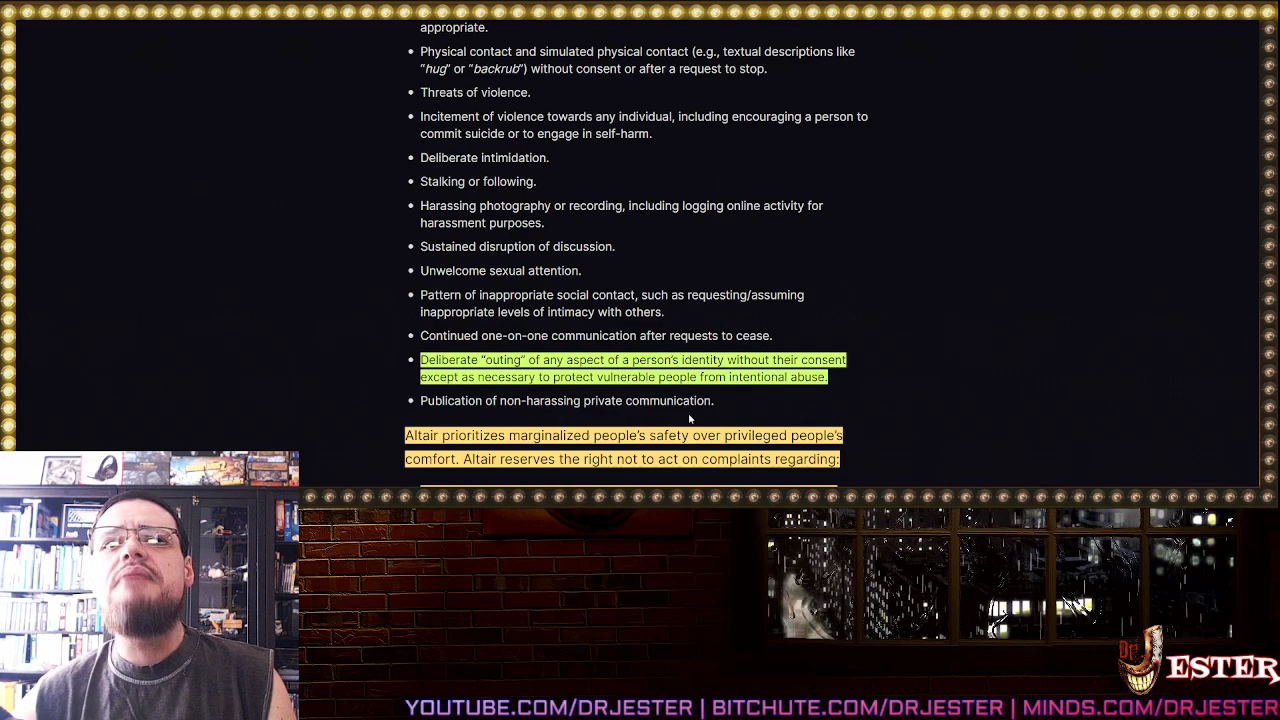 appropriate.
Physical contact and simulated physical contact (e.g., textual descriptions like
"hug" or "backrub") without consent or after a request to stop.
Threats of violence.
Incitement of violence towards any individual, including encouraging a person to
commit suicide or to engage in self-harm.
Deliberate intimidation.
Stalking or following.
Harassing photography or recording, including logging online activity for
harassment purposes.
Sustained disruption of discussion.
Unwelcome sexual attention.
Pattern of inappropriate social contact, such as requesting/assuming
inappropriate levels of intimacy with others.
Continued one-on-one communication after requests to cease.
Deliberate “outing” of any aspect of a person’s identity without their consent
except as necessary to protect vulnerable people from intentional abuse.
Publication of non-harassing private communication.
Altair prioritizes marginalized people’s safety over privileged people’s
comfort. Altair reserves the right not to act on complaints regarding:
Dr JESTER
YOUTUBE.COM/DRJESTER | BITCHUTE.COM/DRJESTER | MINDS.COM/DRJESTER